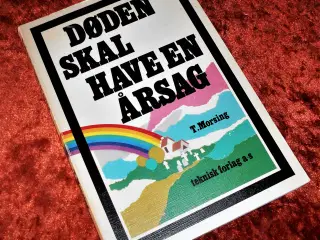 DØDEN
SKAL
HAVE EN
ÅRSAG
T. Morsing
teknisk forlag a s